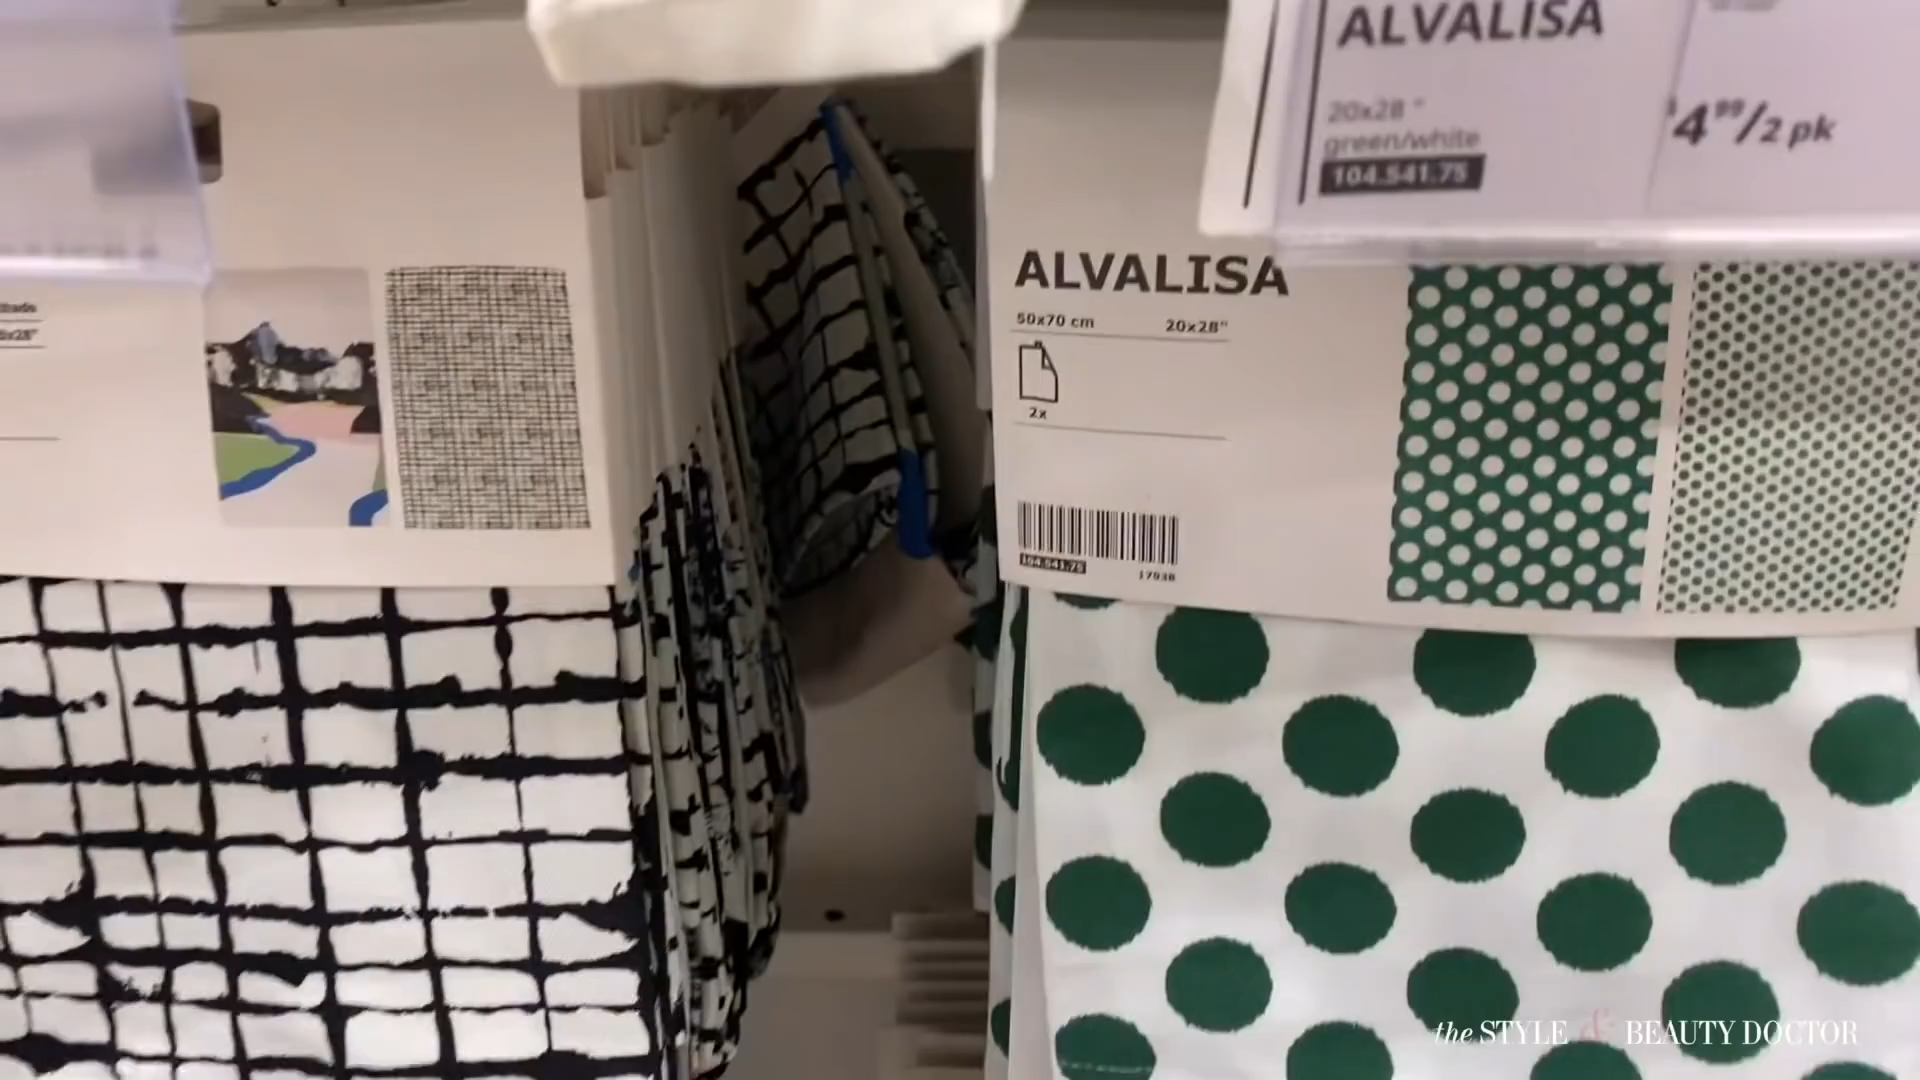 ALVALISA
20x28 "
green/white
104.541.75
$4⁹⁹/2 pk
ALVALISA
50x70 cm
20x28"
2x
104.541.75
17938
the STYLE & BEAUTY DOCTOR